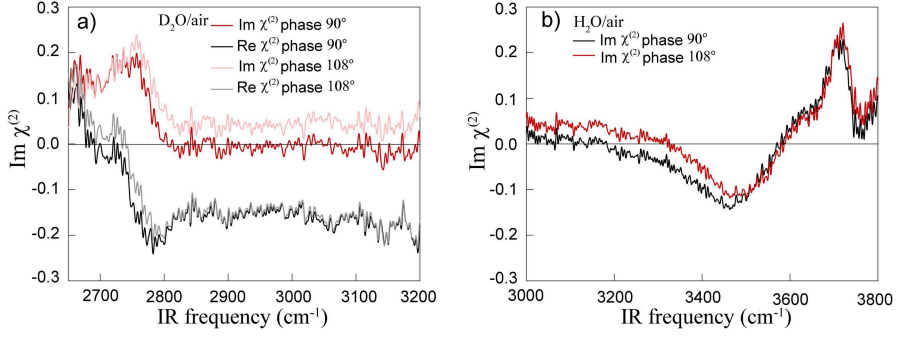 a)
D₂O/air
Im χ⁽²⁾ phase 90°
Re χ⁽²⁾ phase 90°
Im χ⁽²⁾ phase 108°
Re χ⁽²⁾ phase 108°
Im χ⁽²⁾
0.3
0.2
0.1
0.0
-0.1
-0.2
-0.3
2700 2800 2900 3000 3100 3200
IR frequency (cm⁻¹)
b)
H₂O/air
Im χ⁽²⁾ phase 90°
Im χ⁽²⁾ phase 108°
Im χ⁽²⁾
0.3
0.2
0.1
0.0
-0.1
0.2
-0.3
3000 3200 3400 3600 3800
IR frequency (cm⁻¹)